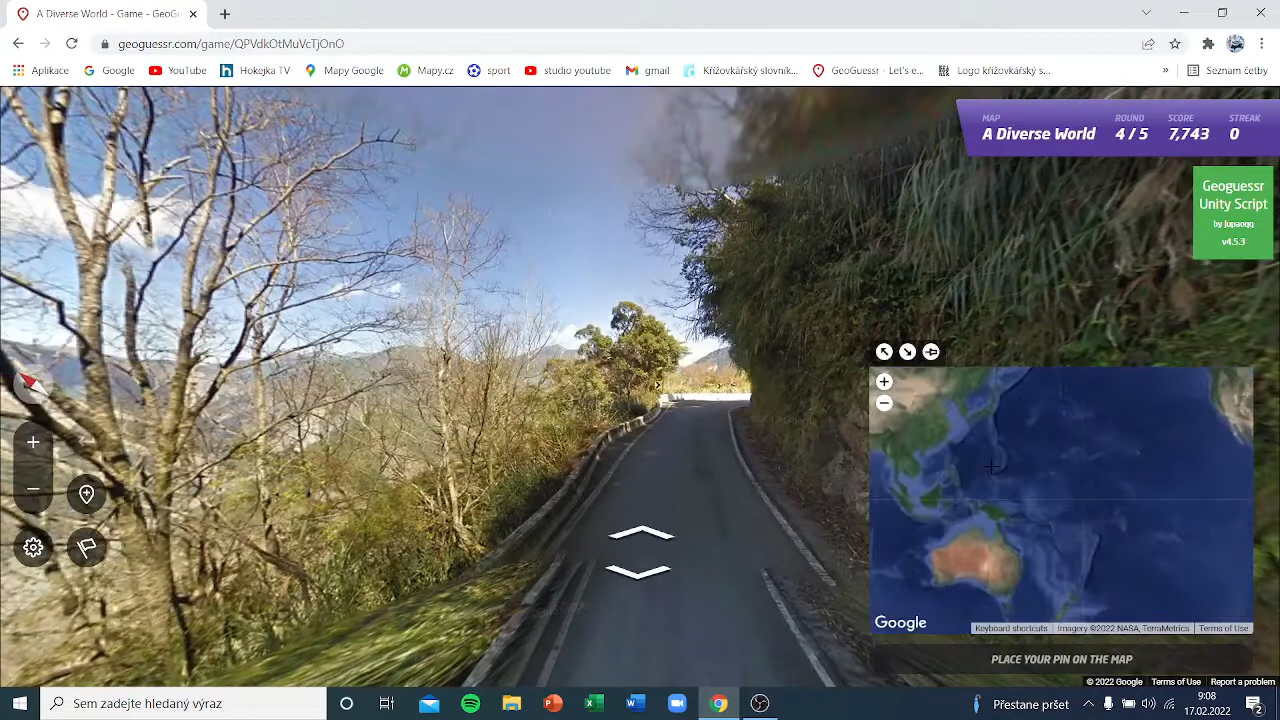 A Diverse World - Game - GeoG
geoguessr.com/game/QPVdkOtMuVcTjOnO
Aplikace
Google
YouTube
Hokejka TV
Mapy Google
Mapy.cz
sport
studio youtube
gmail
Křížovkářský slovní
GeoGuessr - Let's e...
Logo křížovkářský s...
»
Seznam četby
MAP
ROUND
SCORE
STREAK
A Diverse World
4 / 5
7,743
0
Geoguessr
Unity Script
by Jupaoqq
v4.5.3
Google
Keyboard shortcuts
Imagery ©2022 NASA, TerraMetrics
Terms of Use
PLACE YOUR PIN ON THE MAP
© 2022 Google
Terms of Use
Report a problem
Sem zadejte hledaný výraz
Přestane pršet
9:08
17.02.2022
2